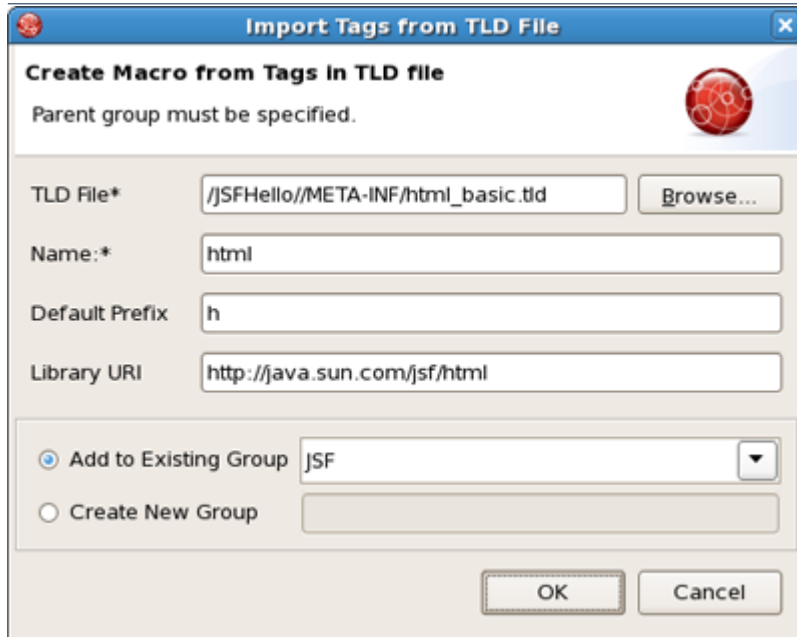 Import Tags from TLD File
Create Macro from Tags in TLD file
Parent group must be specified.
TLD File* /JSFHello//META-INF/html_basic.tld Browse...
Name:* html
Default Prefix h
Library URI http://java.sun.com/jsf/html
Add to Existing Group JSF
Create New Group
OK Cancel